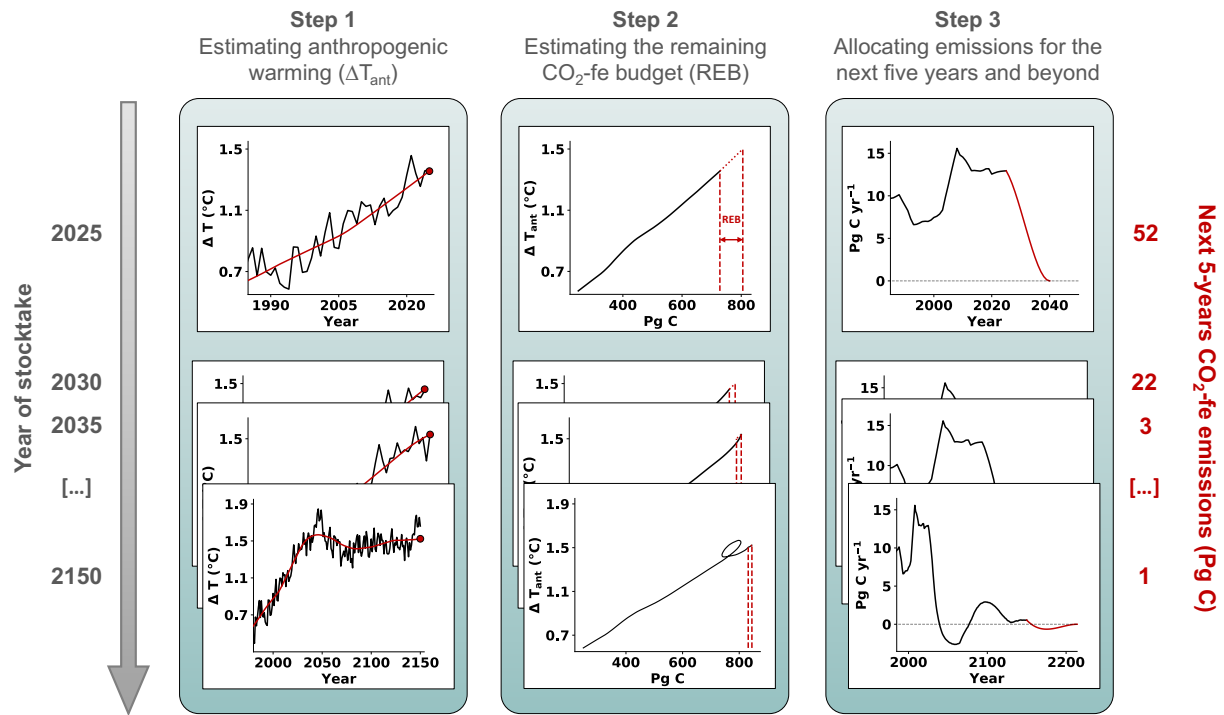 Step 1
Estimating anthropogenic
warming (ΔTant)
Step 2
Estimating the remaining
CO2-fe budget (REB)
Step 3
Allocating emissions for the
next five years and beyond
Year of stocktake
2025
2030
2035
[...]
2150
1.5
1.1
0.7
Δ T (°C)
1990
2005
2020
Year
1.5
1.1
0.7
Δ Tant (°C)
REB
400
600
800
Pg C
15
10
5
0
Pg C yr−1
2000
2020
2040
Year
1.5
1.5
15
1.5
1.5
15
10
Pg C yr−1
1.9
1.5
1.1
0.7
Δ T (°C)
2000
2050
2100
2150
Year
1.9
1.5
1.1
0.7
Δ Tant (°C)
400
600
800
Pg C
15
10
5
0
Pg C yr−1
2000
2100
2200
Year
52
22
3
[...]
1
Next 5-years CO2-fe emissions (Pg C)